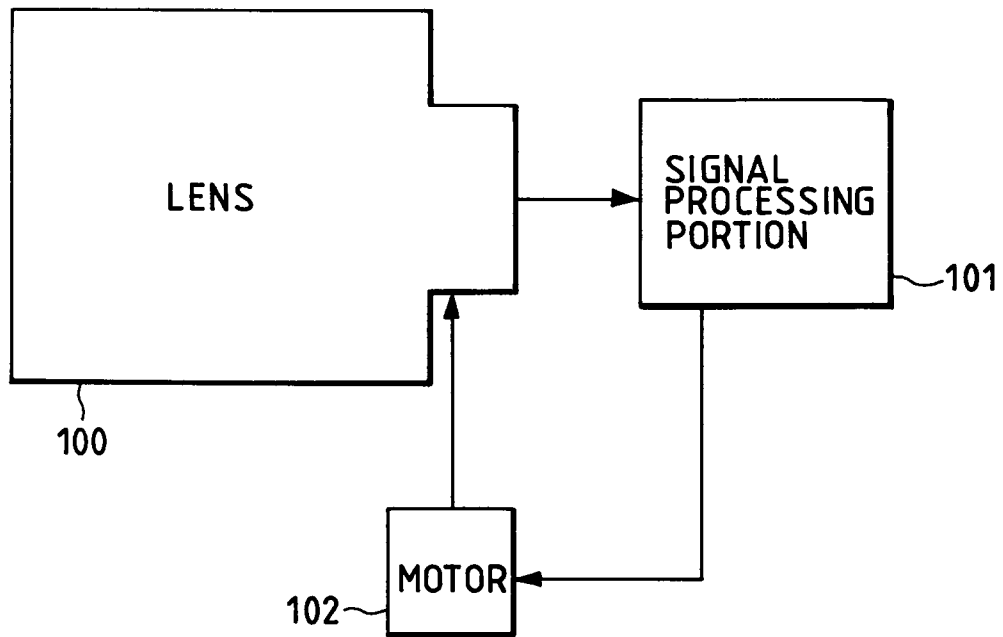 LENS
SIGNAL
PROCESSING
PORTION
101
100
MOTOR
102